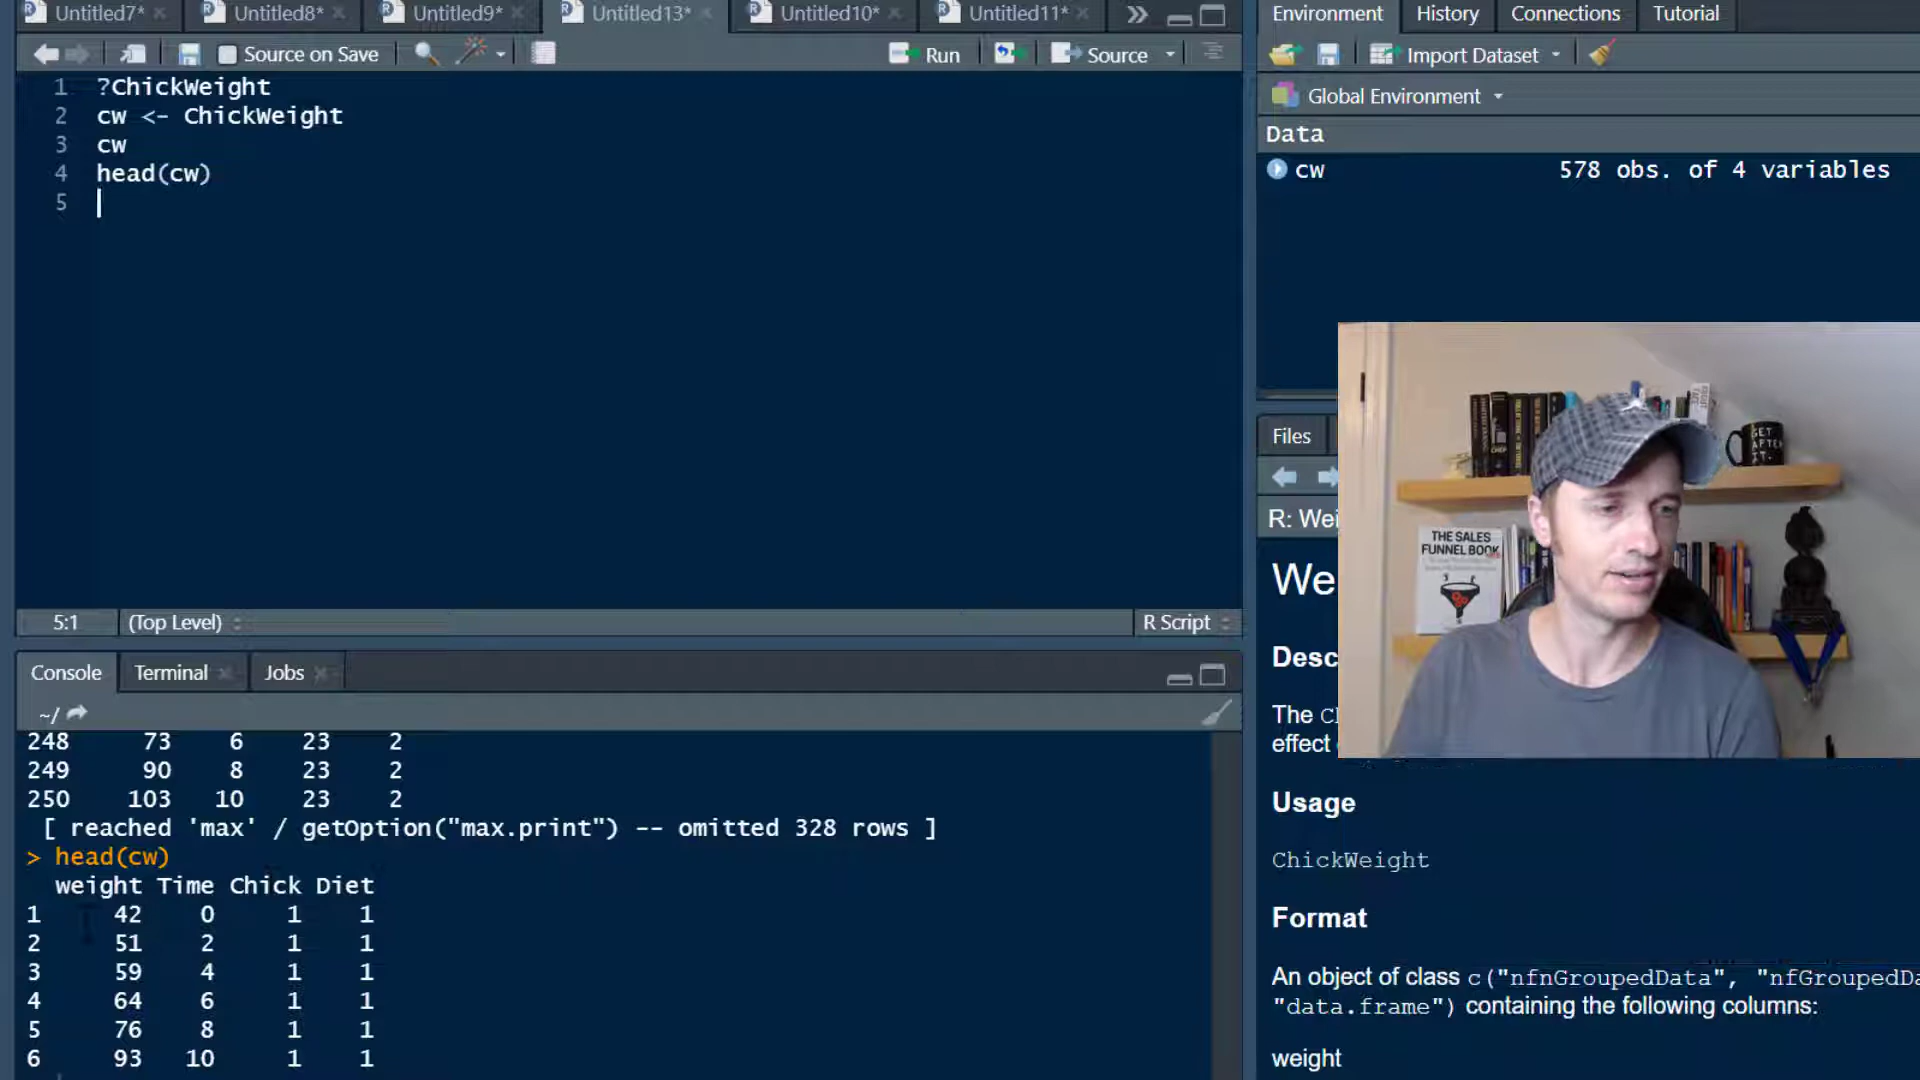 Untitled7* Untitled8* Untitled9* Untitled13* Untitled10* Untitled11*
Source on Save Run Source
1 ?ChickWeight
2 cw <- ChickWeight
3 cw
4 head(cw)
5
5:1 (Top Level) R Script
Console Terminal Jobs
~/
248 73 6 23 2
249 90 8 23 2
250 103 10 23 2
[ reached 'max' / getOption("max.print") -- omitted 328 rows ]
> head(cw)
weight Time Chick Diet
1 42 0 1 1
2 51 2 1 1
3 59 4 1 1
4 64 6 1 1
5 76 8 1 1
6 93 10 1 1
Environment History Connections Tutorial
Import Dataset
Global Environment
Data
cw 578 obs. of 4 variables
Files
R: Wei
We
Desc
The C
effect
Usage
ChickWeight
Format
An object of class c("nfnGroupedData", "nfGroupedDa
"data.frame") containing the following columns:
weight
THE SALES
FUNNEL BOOK
GET
AFTER
IT.